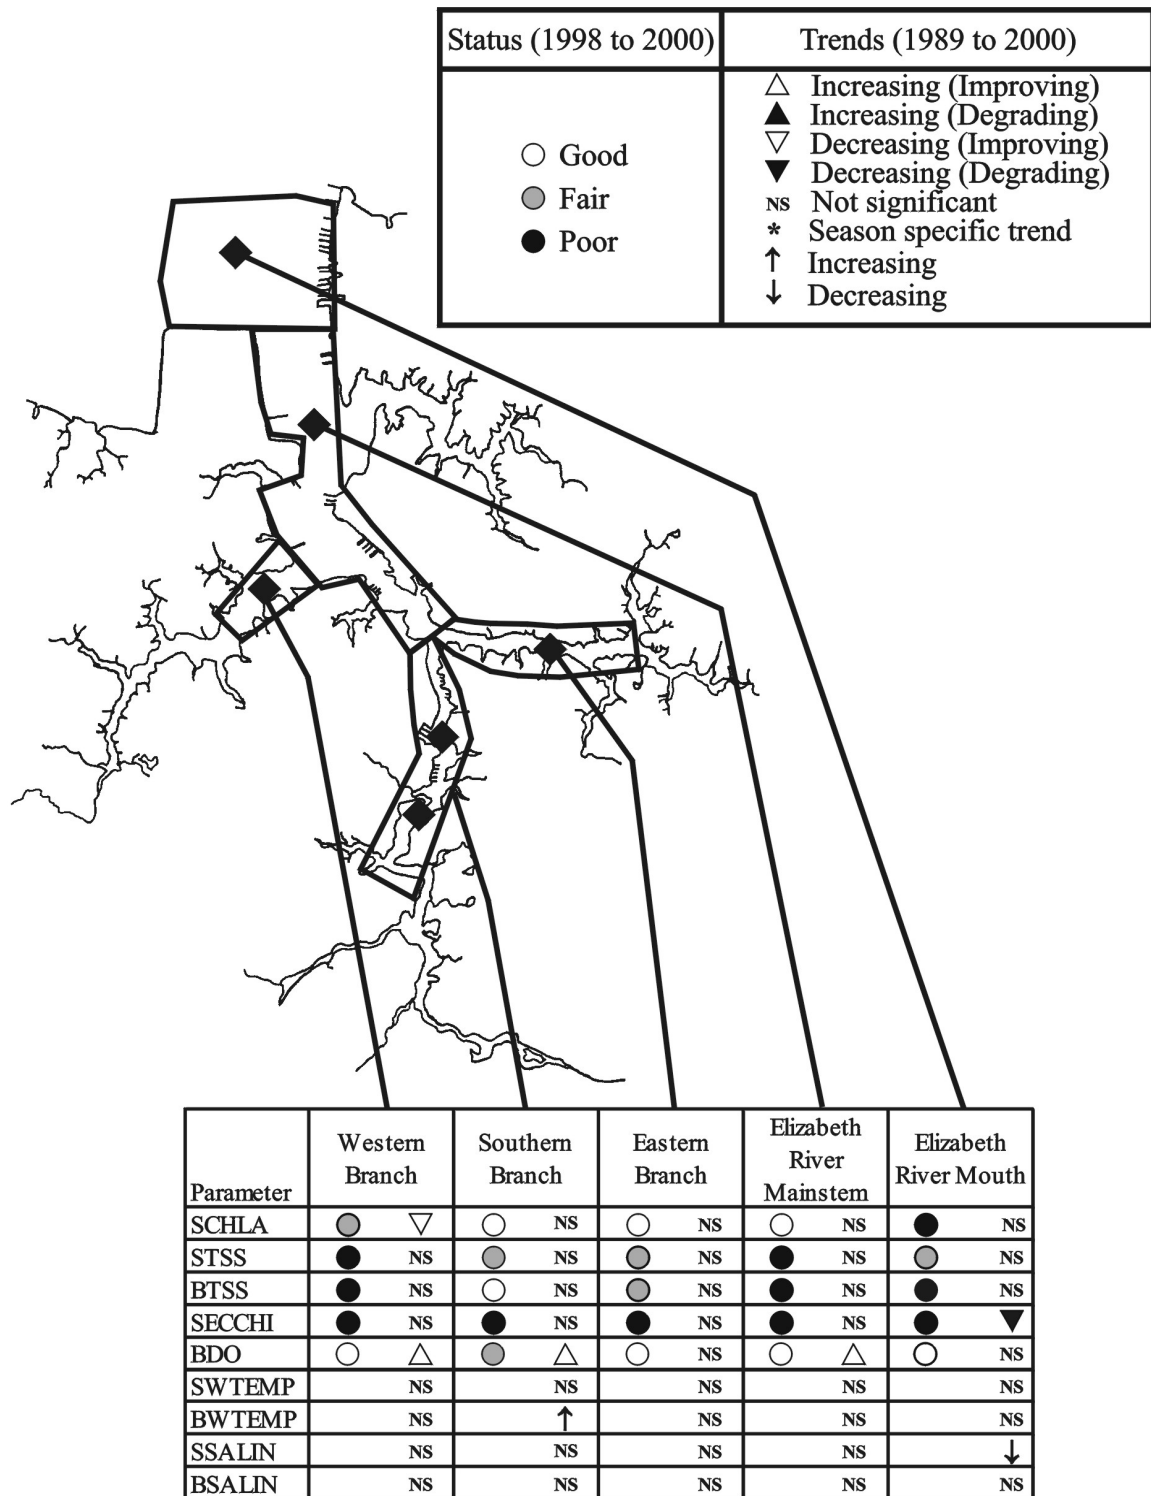 Status (1998 to 2000) Trends (1989 to 2000)
Good
Fair
Poor
Increasing (Improving)
Increasing (Degrading)
Decreasing (Improving)
Decreasing (Degrading)
NS Not significant
* Season specific trend
↑ Increasing
↓ Decreasing
Parameter Western Branch Southern Branch Eastern Branch Elizabeth River Mainstem Elizabeth River Mouth
SCHLA NS NS NS NS
STSS NS NS NS NS NS
BTSS NS NS NS NS NS
SECCHI NS NS NS NS
BDO NS NS
SWTEMP NS NS NS NS NS
BWTEMP NS ↑ NS NS NS
SSALIN NS NS NS NS ↓
BSALIN NS NS NS NS NS